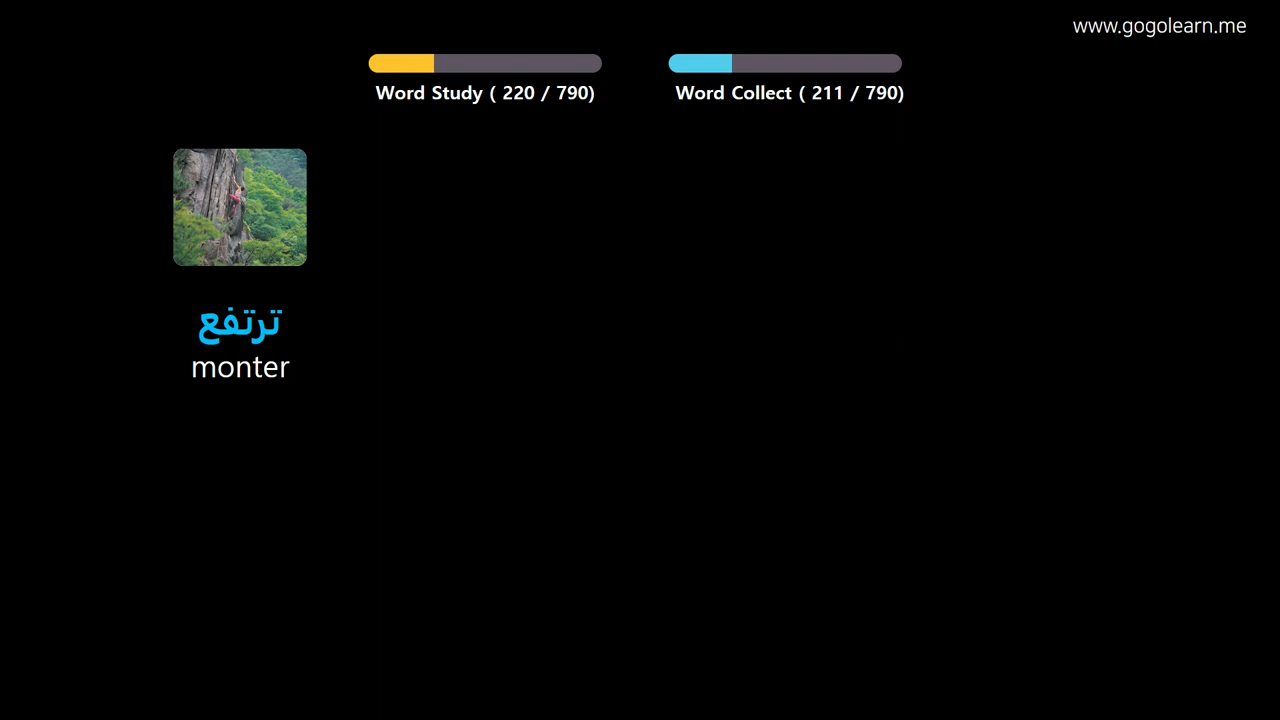 www.gogolearn.me
Word Study ( 220 / 790)
Word Collect ( 211 / 790)
ترتفع
monter